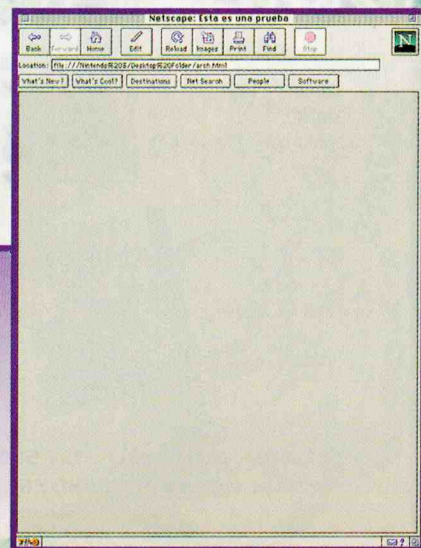 Netscape: Esta es una prueba
Back Forward Home Edit Reload Images Print Find Stop
N
Location: file:///Nintendo%208/Desktop%20Folder/arch.html
What's New? What's Cool? Destinations Net Search People Software
?